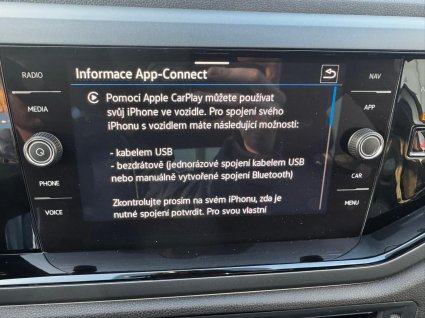 RADIO
MEDIA
PHONE
VOICE
Informace App-Connect
Pomocí Apple CarPlay můžete používat
svůj iPhone ve vozidle. Pro spojení svého
iPhonu s vozidlem máte následující možnosti:
- kabelem USB
- bezdrátově (jednorázové spojení kabelem USB
nebo manuálně vytvořené spojení Bluetooth)
Zkontrolujte prosím na svém iPhonu, zda je
nutné spojení potvrdit. Pro svou vlastní
NAV
APP
CAR
MENU